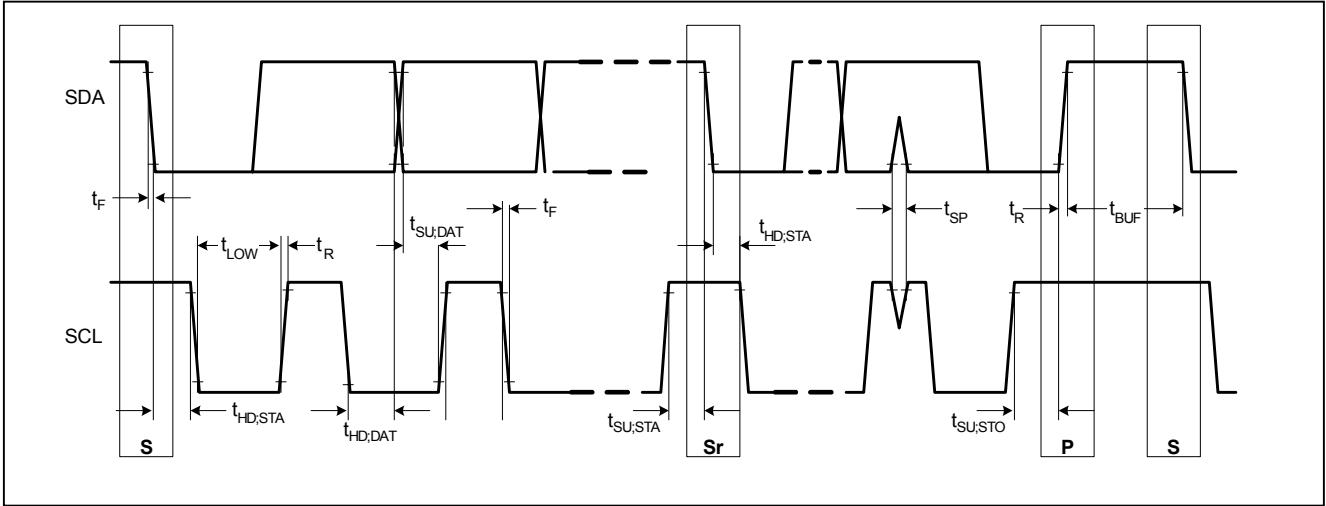 SDA
t_F
t_LOW
t_R
t_SU;DAT
t_F
t_HD;STA
t_SP
t_R
t_BUF
SCL
t_HD;STA
t_HD;DAT
t_SU;STA
t_SU;STO
S
Sr
P
S